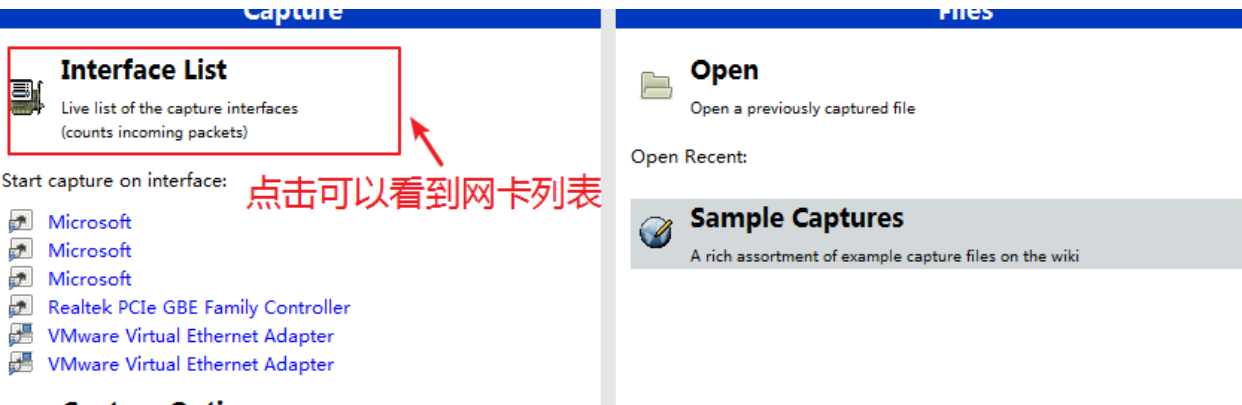 Capture
Interface List
Live list of the capture interfaces
(counts incoming packets)
Start capture on interface:
点击可以看到网卡列表
Microsoft
Microsoft
Microsoft
Realtek PCIe GBE Family Controller
VMware Virtual Ethernet Adapter
VMware Virtual Ethernet Adapter
Files
Open
Open a previously captured file
Open Recent:
Sample Captures
A rich assortment of example capture files on the wiki